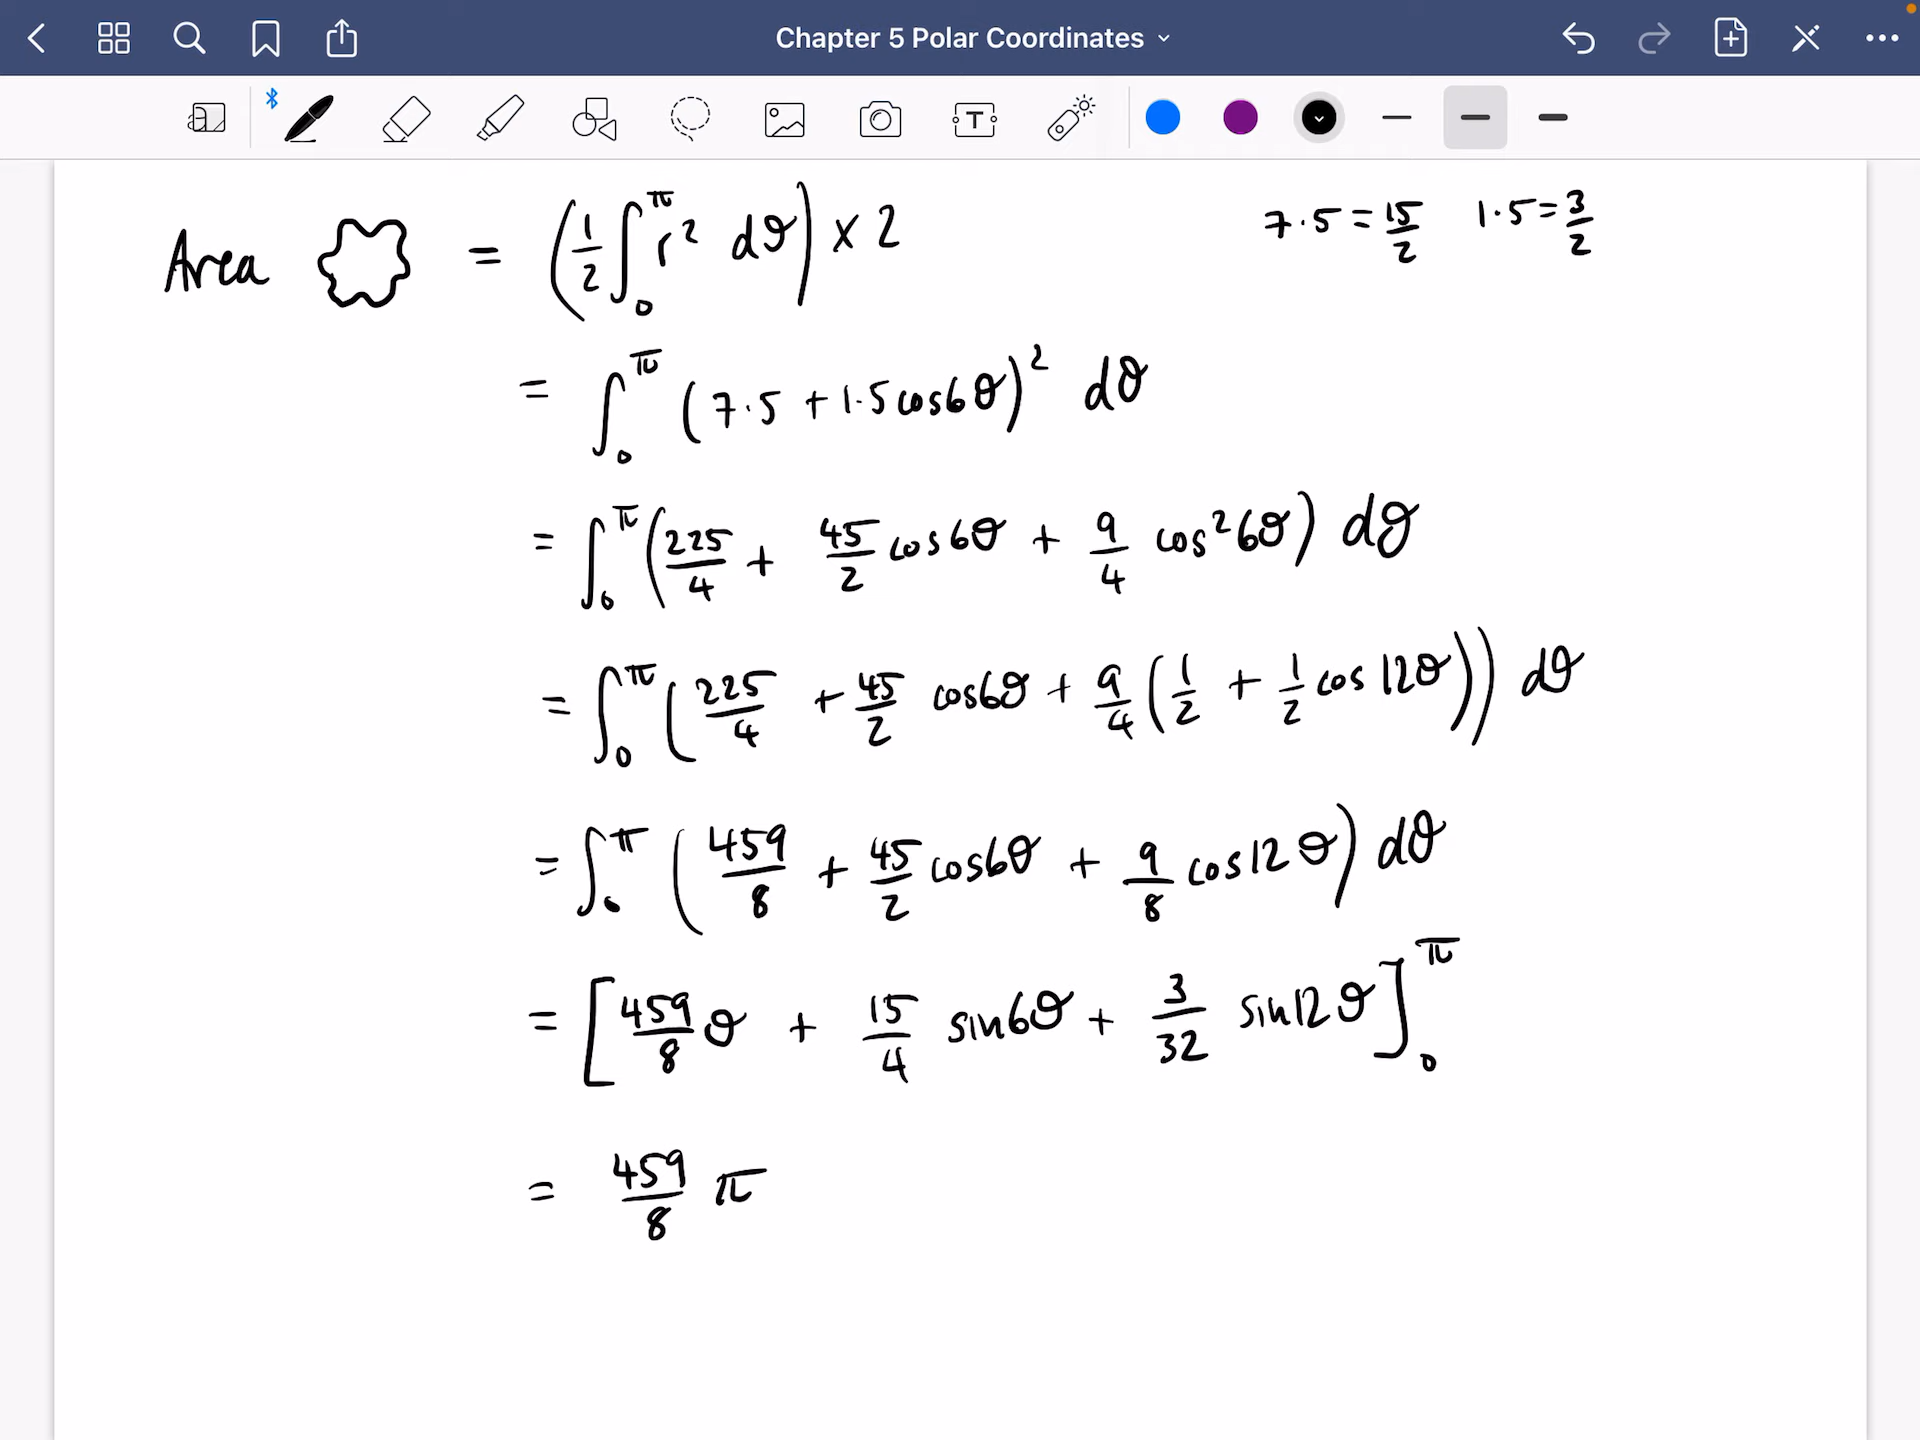 Chapter 5 Polar Coordinates
T
Area = (1/2 ∫₀^π r² dθ) × 2
7·5 = 15/2 1·5 = 3/2
= ∫₀^π (7·5 + 1·5 cos6θ)² dθ
= ∫₀^π (225/4 + 45/2 cos6θ + 9/4 cos²6θ) dθ
= ∫₀^π (225/4 + 45/2 cos6θ + 9/4 (1/2 + 1/2 cos 12θ)) dθ
= ∫₀^π (459/8 + 45/2 cos6θ + 9/8 cos12θ) dθ
= [459/8 θ + 15/4 sin6θ + 3/32 sin12θ]₀^π
= 459/8 π